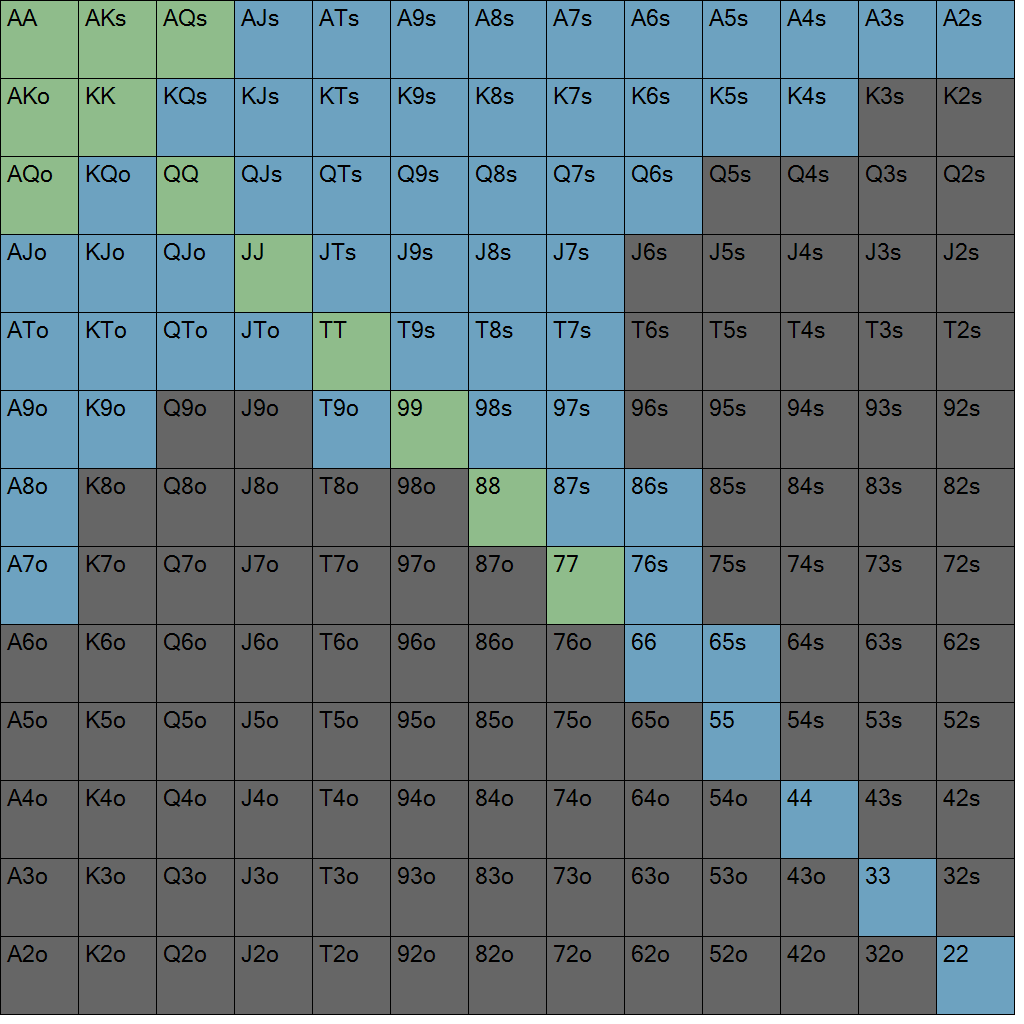 AA AKs AQs AJs ATs A9s A8s A7s A6s A5s A4s A3s A2s
AKo KK KQs KJs KTs K9s K8s K7s K6s K5s K4s K3s K2s
AQo KQo QQ QJs QTs Q9s Q8s Q7s Q6s Q5s Q4s Q3s Q2s
AJo KJo QJo JJ JTs J9s J8s J7s J6s J5s J4s J3s J2s
ATo KTo QTo JTo TT T9s T8s T7s T6s T5s T4s T3s T2s
A9o K9o Q9o J9o T9o 99 98s 97s 96s 95s 94s 93s 92s
A8o K8o Q8o J8o T8o 98o 88 87s 86s 85s 84s 83s 82s
A7o K7o Q7o J7o T7o 97o 87o 77 76s 75s 74s 73s 72s
A6o K6o Q6o J6o T6o 96o 86o 76o 66 65s 64s 63s 62s
A5o K5o Q5o J5o T5o 95o 85o 75o 65o 55 54s 53s 52s
A4o K4o Q4o J4o T4o 94o 84o 74o 64o 54o 44 43s 42s
A3o K3o Q3o J3o T3o 93o 83o 73o 63o 53o 43o 33 32s
A2o K2o Q2o J2o T2o 92o 82o 72o 62o 52o 42o 32o 22